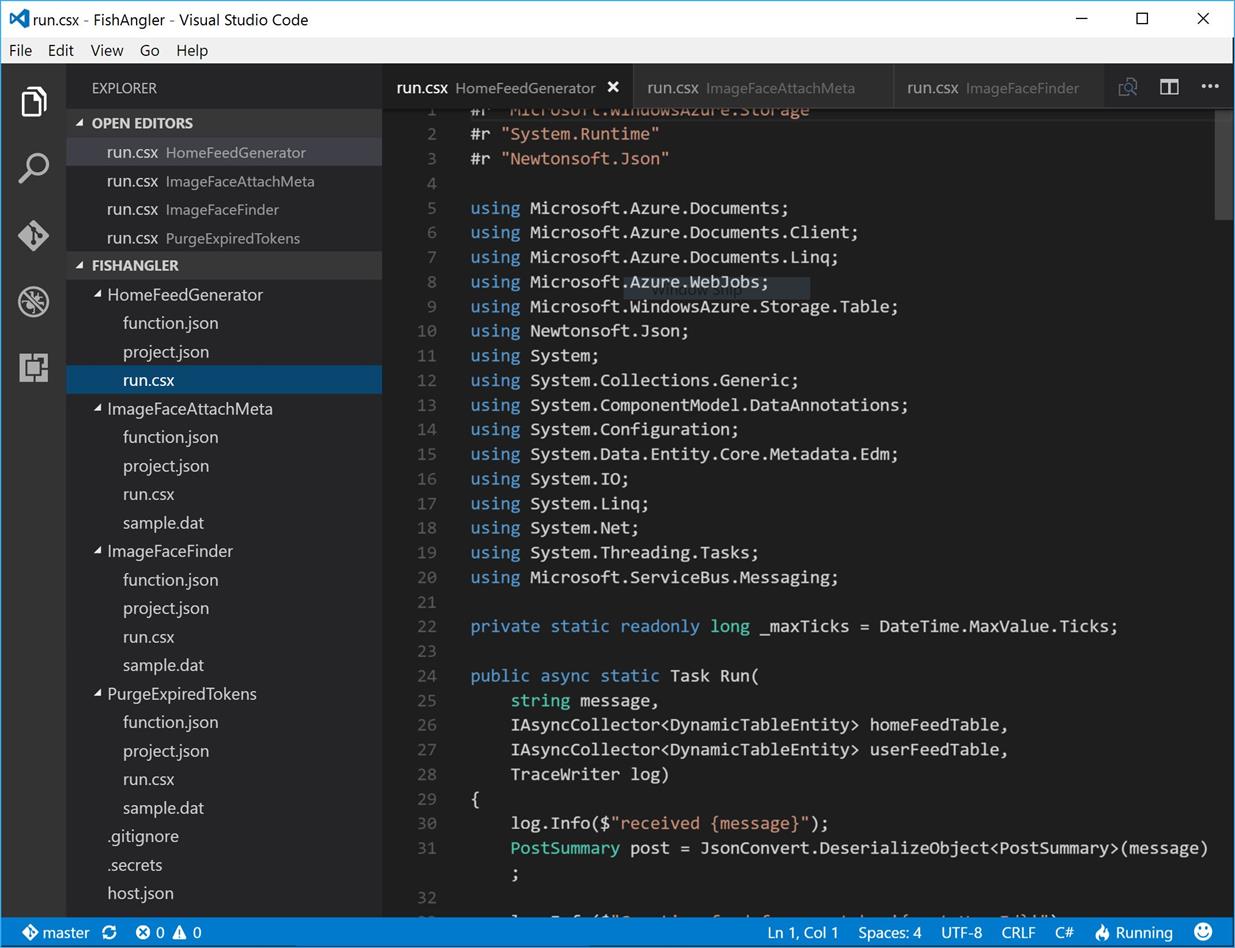 run.csx - FishAngler - Visual Studio Code
File Edit View Go Help
EXPLORER
OPEN EDITORS
run.csx HomeFeedGenerator
run.csx ImageFaceAttachMeta
run.csx ImageFaceFinder
run.csx PurgeExpiredTokens
FISHANGLER
HomeFeedGenerator
function.json
project.json
run.csx
ImageFaceAttachMeta
function.json
project.json
run.csx
sample.dat
ImageFaceFinder
function.json
project.json
run.csx
sample.dat
PurgeExpiredTokens
function.json
project.json
run.csx
sample.dat
.gitignore
.secrets
host.json
run.csx HomeFeedGenerator run.csx ImageFaceAttachMeta run.csx ImageFaceFinder
1 #r "Microsoft.WindowsAzure.Storage"
2 #r "System.Runtime"
3 #r "Newtonsoft.Json"
4
5 using Microsoft.Azure.Documents;
6 using Microsoft.Azure.Documents.Client;
7 using Microsoft.Azure.Documents.Linq;
8 using Microsoft.Azure.WebJobs;
Window Snip
9 using Microsoft.WindowsAzure.Storage.Table;
10 using Newtonsoft.Json;
11 using System;
12 using System.Collections.Generic;
13 using System.ComponentModel.DataAnnotations;
14 using System.Configuration;
15 using System.Data.Entity.Core.Metadata.Edm;
16 using System.IO;
17 using System.Linq;
18 using System.Net;
19 using System.Threading.Tasks;
20 using Microsoft.ServiceBus.Messaging;
21
22 private static readonly long _maxTicks = DateTime.MaxValue.Ticks;
23
24 public async static Task Run(
25 string message,
26 IAsyncCollector<DynamicTableEntity> homeFeedTable,
27 IAsyncCollector<DynamicTableEntity> userFeedTable,
28 TraceWriter log)
29 {
30 log.Info($"received {message}");
31 PostSummary post = JsonConvert.DeserializeObject<PostSummary>(message)
;
32
master 0 0 Ln 1, Col 1 Spaces: 4 UTF-8 CRLF C# Running